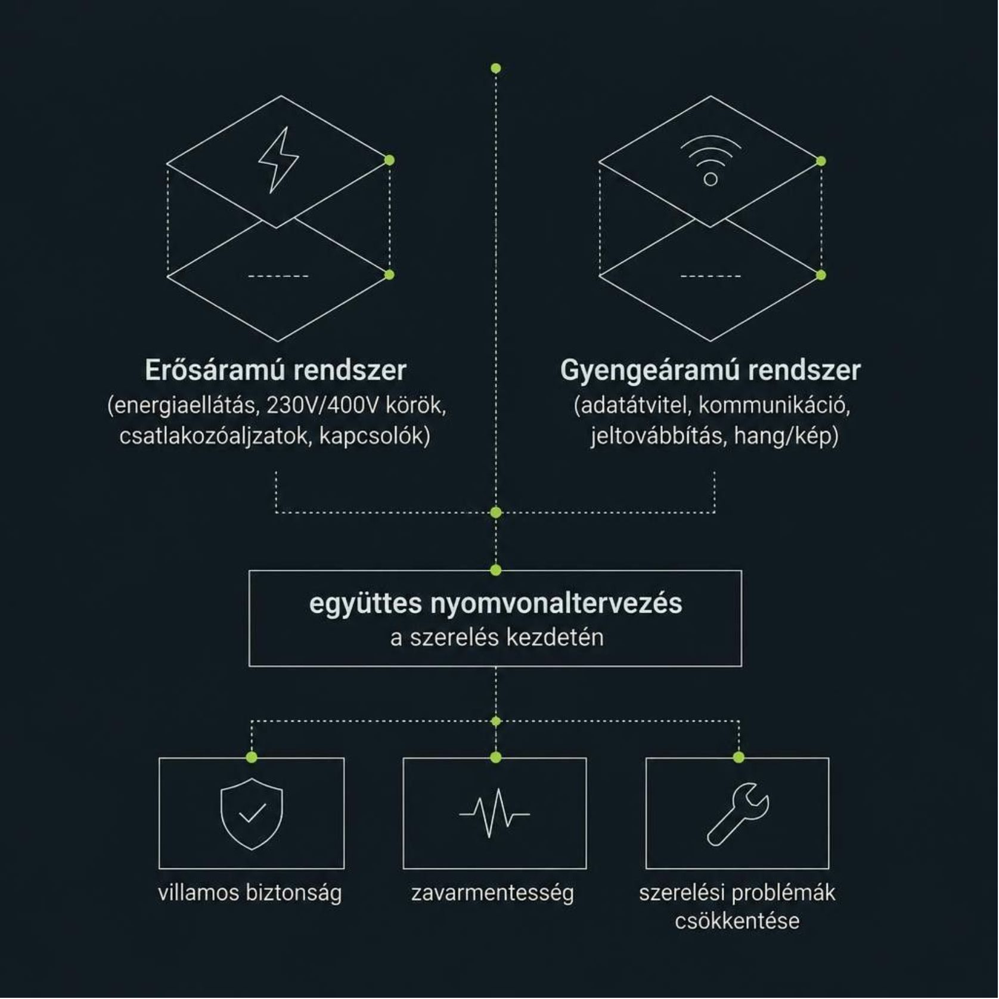 Erősáramú rendszer
(energiaellátás, 230V/400V körök,
csatlakozóaljzatok, kapcsolók)
Gyengeáramú rendszer
(adatátvitel, kommunikáció,
jeltovábbítás, hang/kép)
együttes nyomvonaltervezés
a szerelés kezdetén
villamos biztonság
zavarmentesség
szerelési problémák
csökkentése